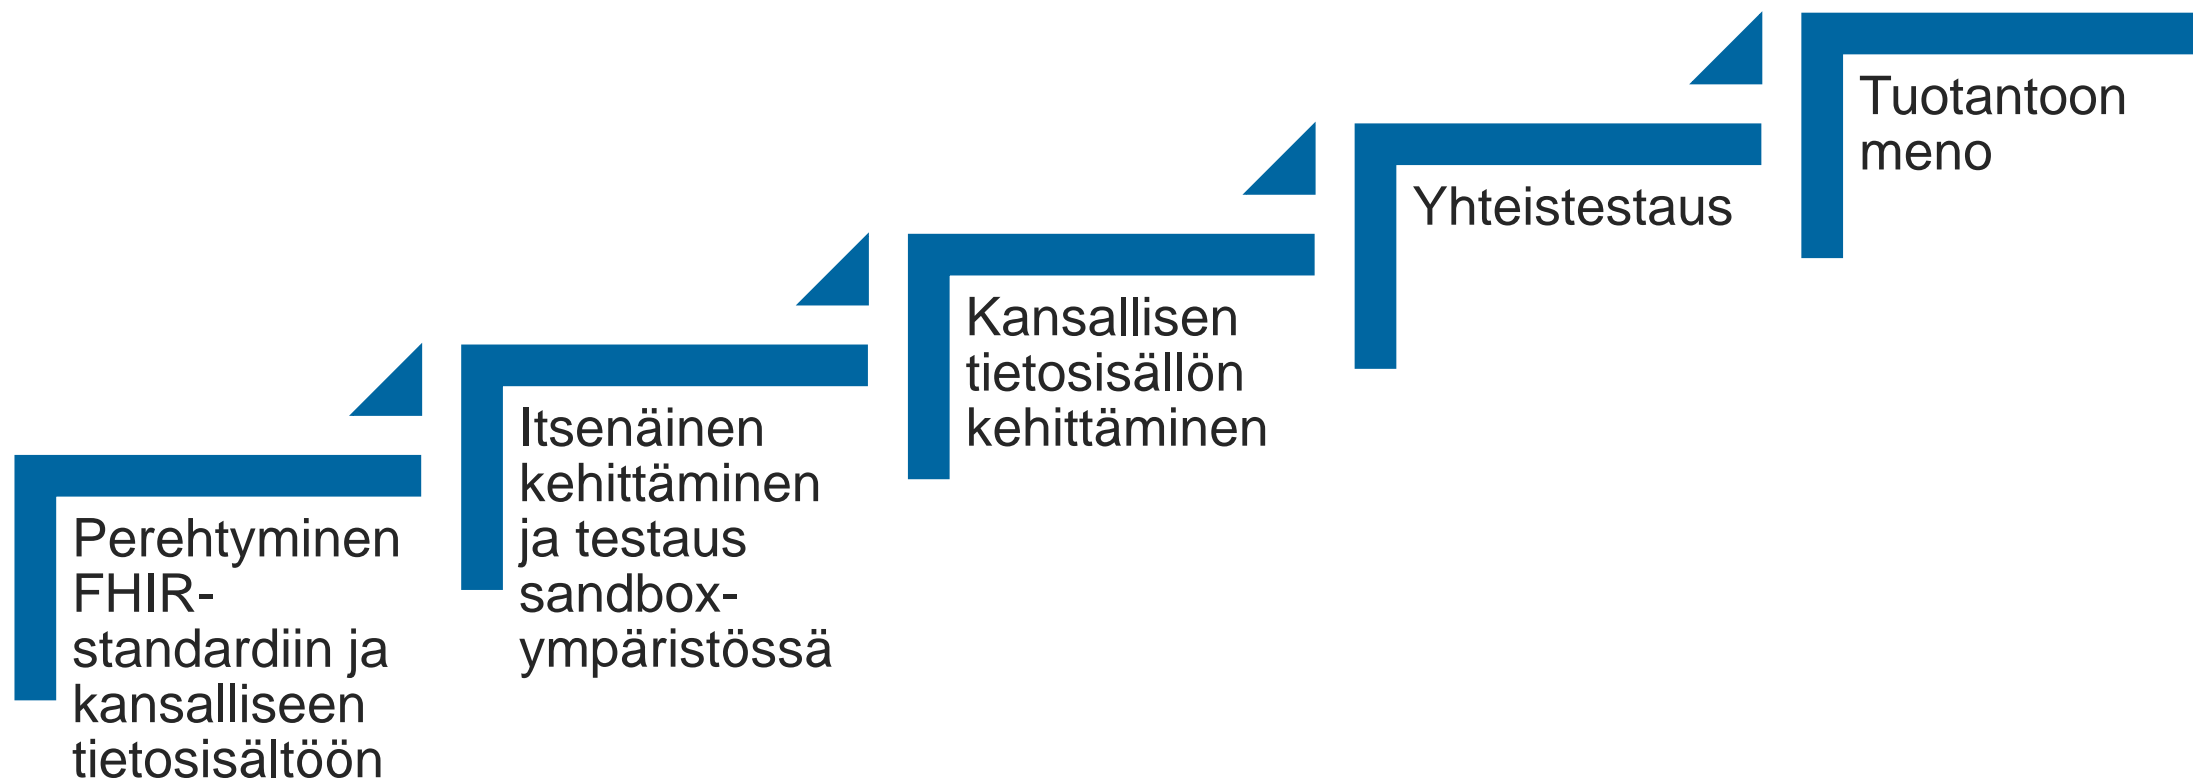 Perehtyminen
FHIR-
standardiin ja
kansalliseen
tietosisältöön
Itsenäinen
kehittäminen
ja testaus
sandbox-
ympäristössä
Kansallisen
tietosisällön
kehittäminen
Yhteistestaus
Tuotantoon
meno